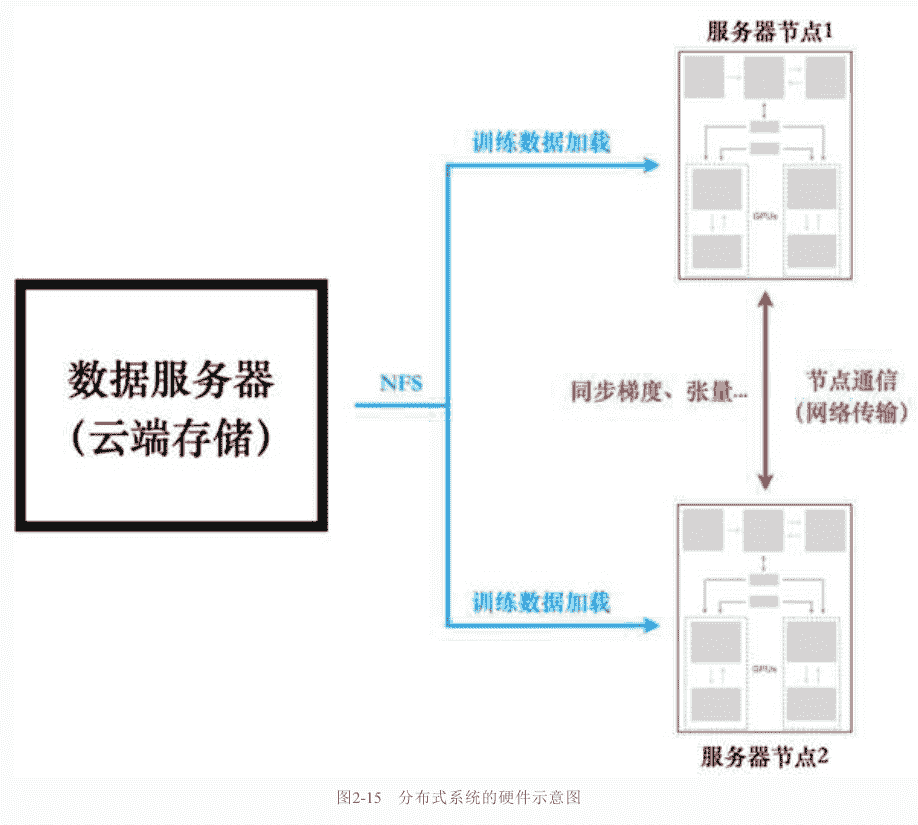 服务器节点1
训练数据加载
GPUs
数据服务器
(云端存储)
NFS
同步梯度、张量...
节点通信
(网络传输)
训练数据加载
GPUs
服务器节点2
图2-15 分布式系统的硬件示意图